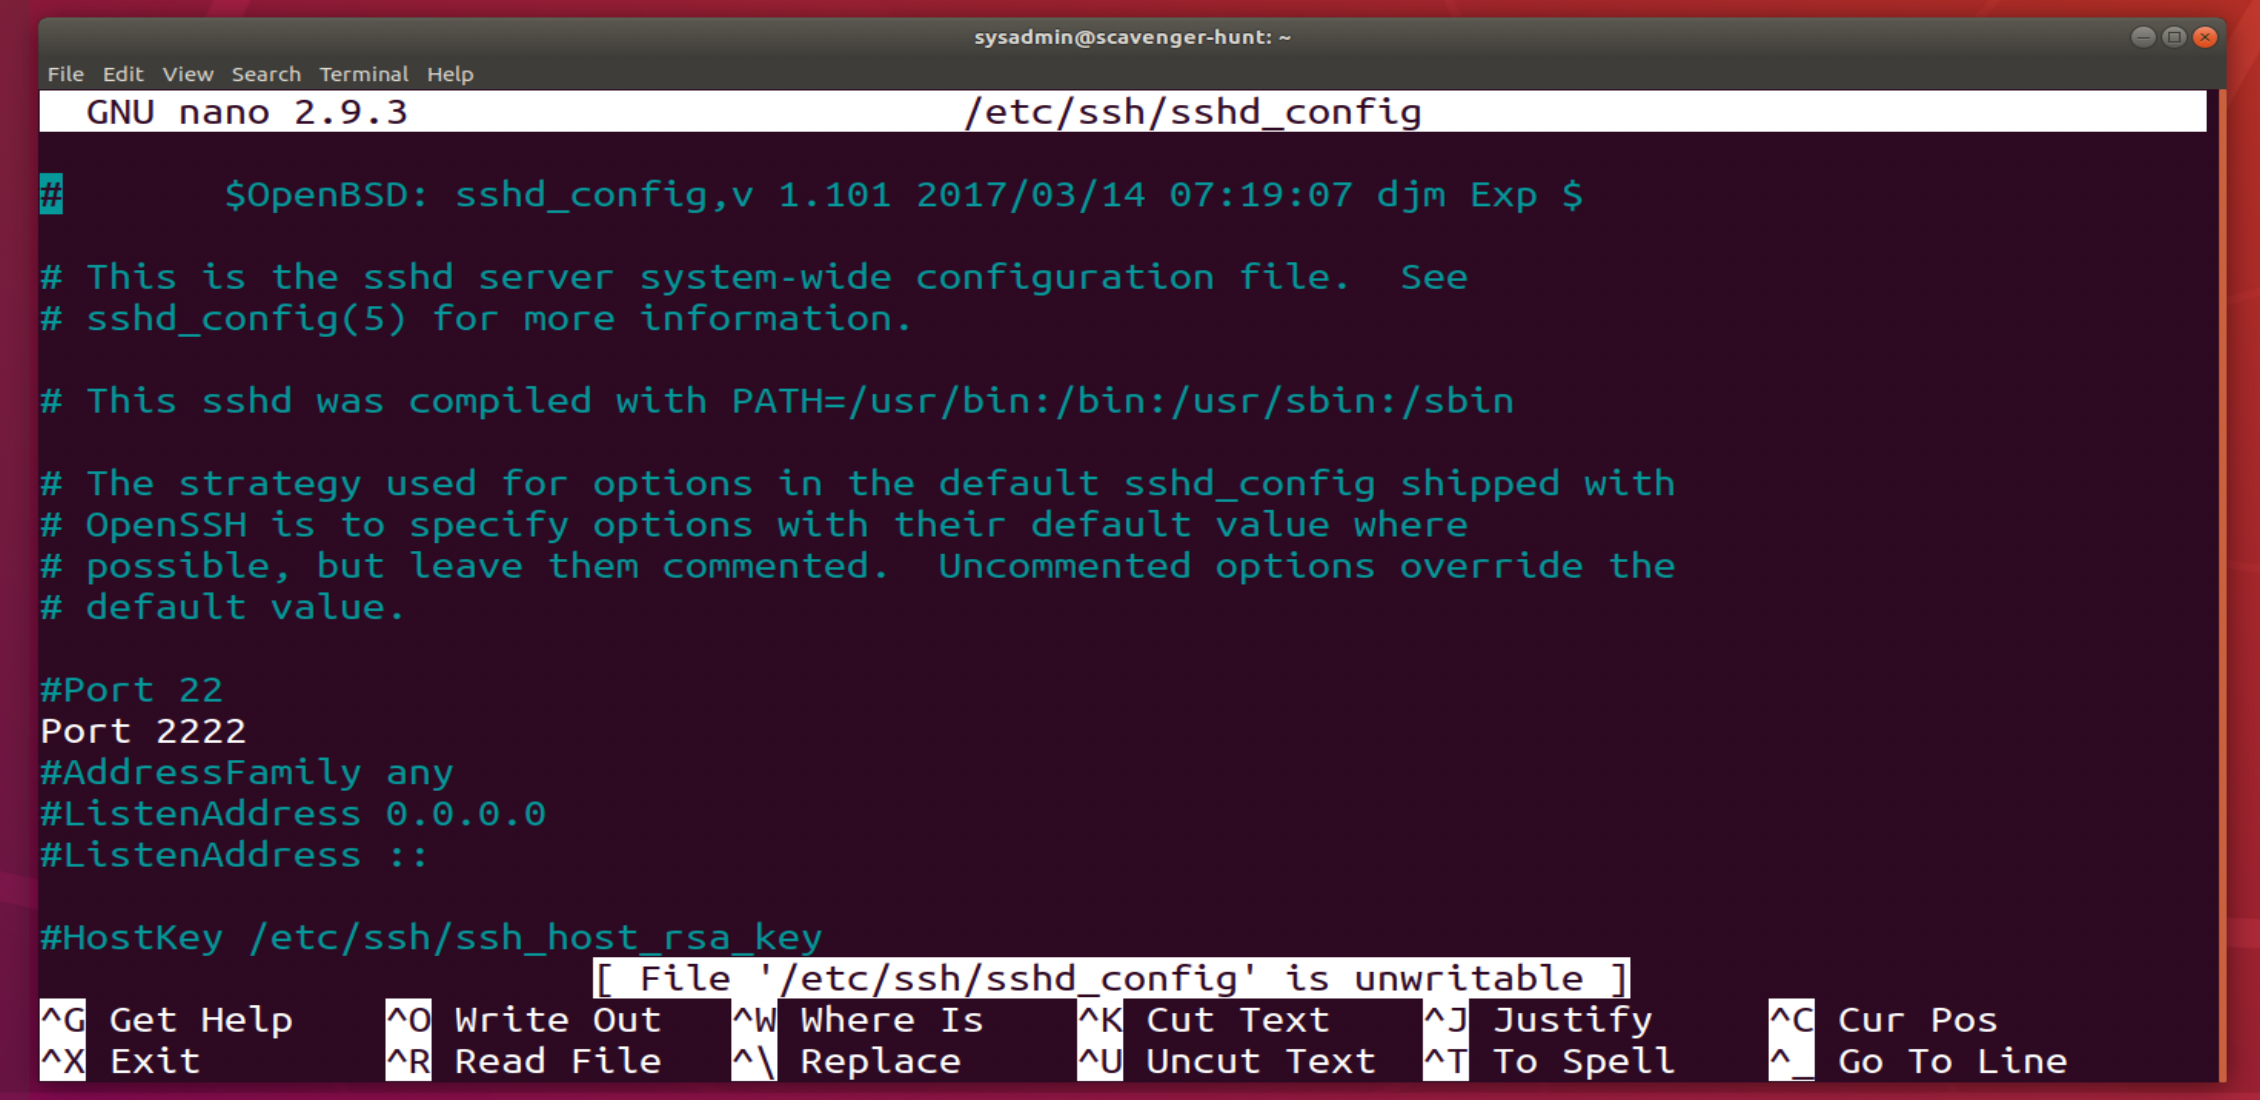 sysadmin@scavenger-hunt: ~
File Edit View Search Terminal Help
GNU nano 2.9.3 /etc/ssh/sshd_config
# $OpenBSD: sshd_config,v 1.101 2017/03/14 07:19:07 djm Exp $
# This is the sshd server system-wide configuration file.  See
# sshd_config(5) for more information.
# This sshd was compiled with PATH=/usr/bin:/bin:/usr/sbin:/sbin
# The strategy used for options in the default sshd_config shipped with
# OpenSSH is to specify options with their default value where
# possible, but leave them commented.  Uncommented options override the
# default value.
#Port 22
Port 2222
#AddressFamily any
#ListenAddress 0.0.0.0
#ListenAddress ::
#HostKey /etc/ssh/ssh_host_rsa_key
[ File '/etc/ssh/sshd_config' is unwritable ]
^G Get Help ^O Write Out ^W Where Is ^K Cut Text ^J Justify ^C Cur Pos
^X Exit ^R Read File ^\ Replace ^U Uncut Text ^T To Spell ^_ Go To Line